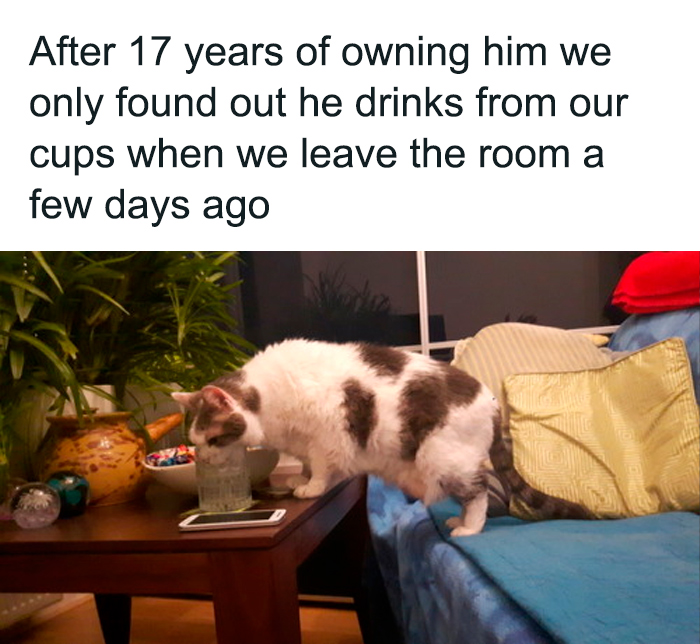 After 17 years of owning him we
only found out he drinks from our
cups when we leave the room a
few days ago